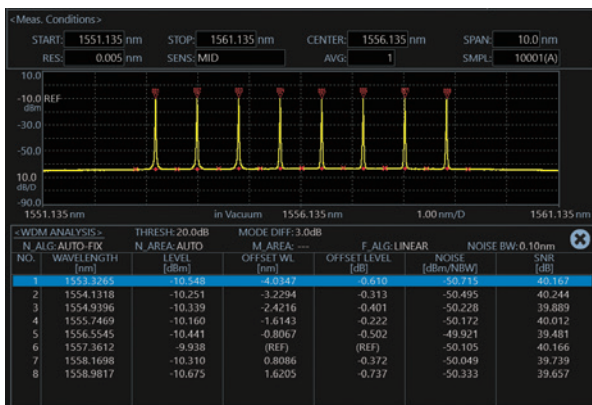 <Meas. Conditions>
START: 1551.135 nm STOP: 1561.135 nm CENTER: 1556.135 nm SPAN: 10.0 nm
RES: 0.005 nm SENS: MID AVG: 1 SMPL: 10001(A)
10.0
-10.0 REF
dBm
-30.0
-50.0
10.0
dB/D
-90.0
1551.135 nm in Vacuum 1556.135 nm 1.00 nm/D 1561.135 nm
<WDM ANALYSIS> THRESH: 20.0dB MODE DIFF: 3.0dB
N_ALG: AUTO-FIX N_AREA: AUTO M_AREA: --- F_ALG: LINEAR NOISE BW: 0.10nm
NO. WAVELENGTH LEVEL OFFSET WL OFFSET LEVEL NOISE SNR
[nm] [dBm] [nm] [dB] [dBm/NBW] [dB]
1 1553.3265 -10.548 -4.0347 -0.610 -50.715 40.167
2 1554.1318 -10.251 -3.2294 -0.313 -50.495 40.244
3 1554.9396 -10.339 -2.4216 -0.401 -50.228 39.889
4 1555.7469 -10.160 -1.6143 -0.222 -50.172 40.012
5 1556.5545 -10.441 -0.8067 -0.502 -49.921 39.481
6 1557.3612 -9.938 (REF) (REF) -50.105 40.166
7 1558.1698 -10.310 0.8086 -0.372 -50.049 39.739
8 1558.9817 -10.675 1.6205 -0.737 -50.333 39.657